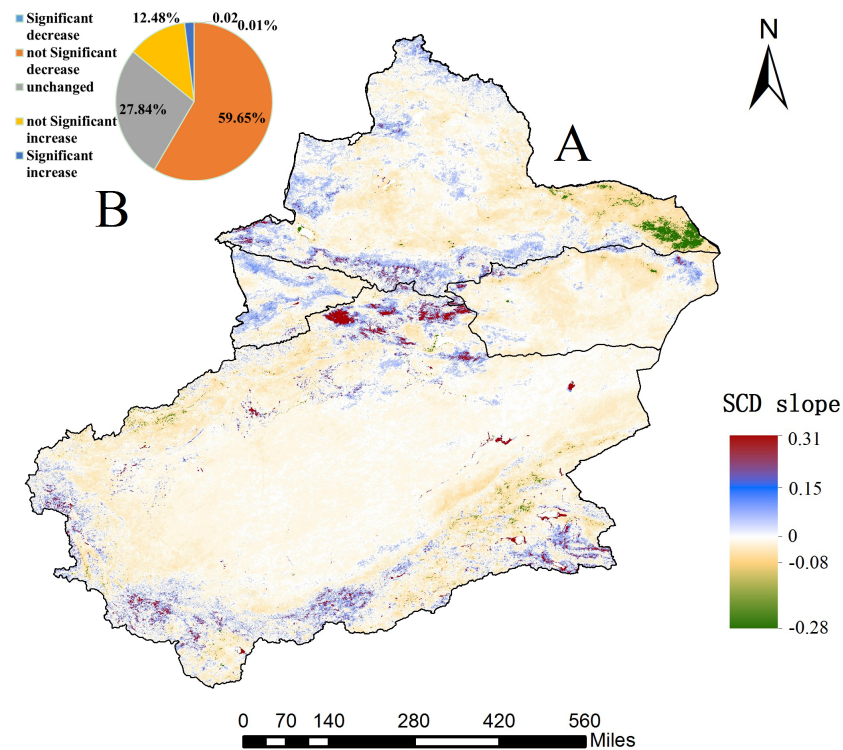 Significant
decrease
not Significant
decrease
unchanged
not Significant
increase
Significant
increase
12.48%
0.02
0.01%
27.84%
59.65%
N
A
B
SCD slope
0.31
0.15
0
-0.08
-0.28
0 70 140 280 420 560
Miles